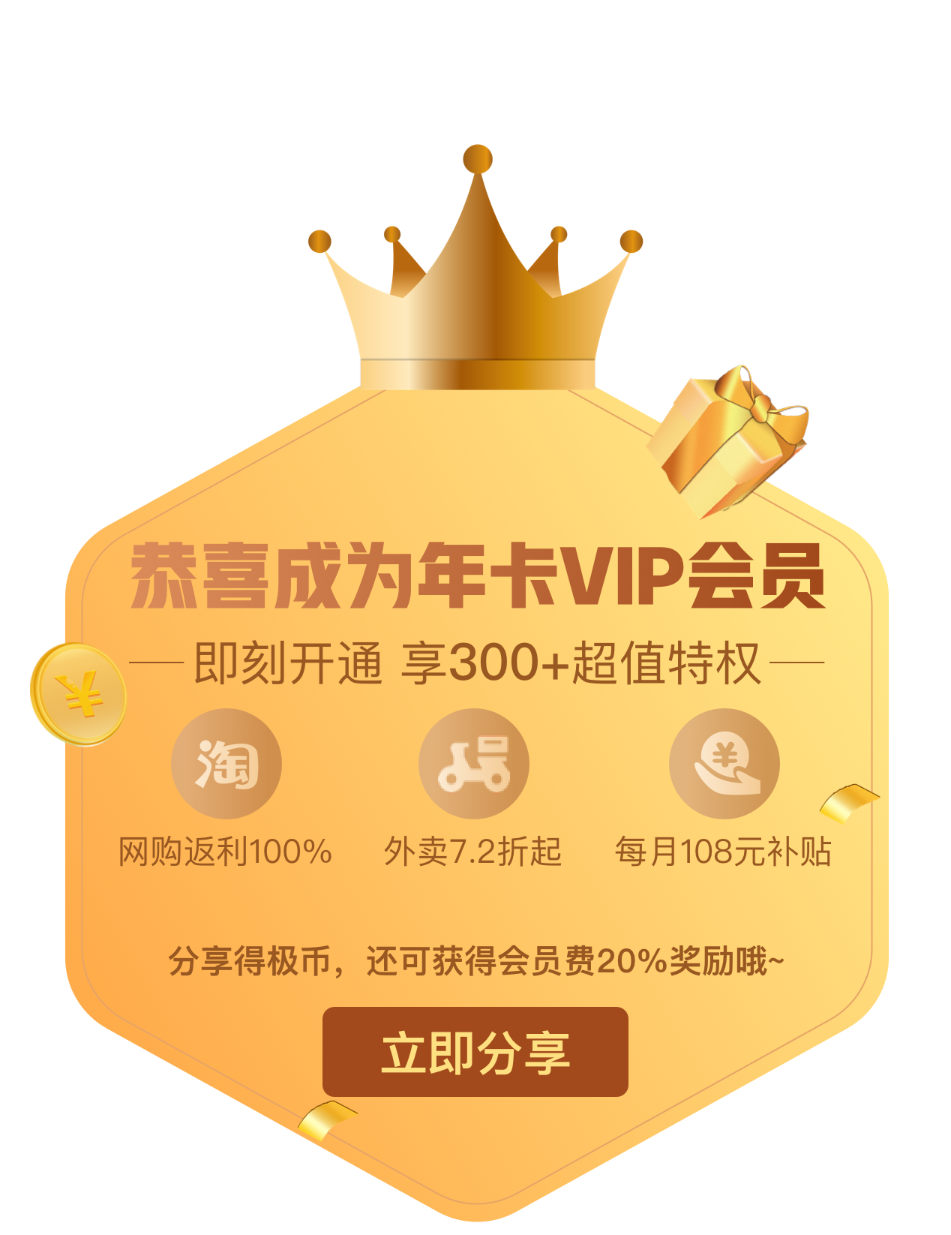 恭喜成为年卡VIP会员
即刻开通 享300+超值特权
¥
淘
¥
网购返利100%
外卖7.2折起
每月108元补贴
分享得极币，还可获得会员费20%奖励哦~
立即分享